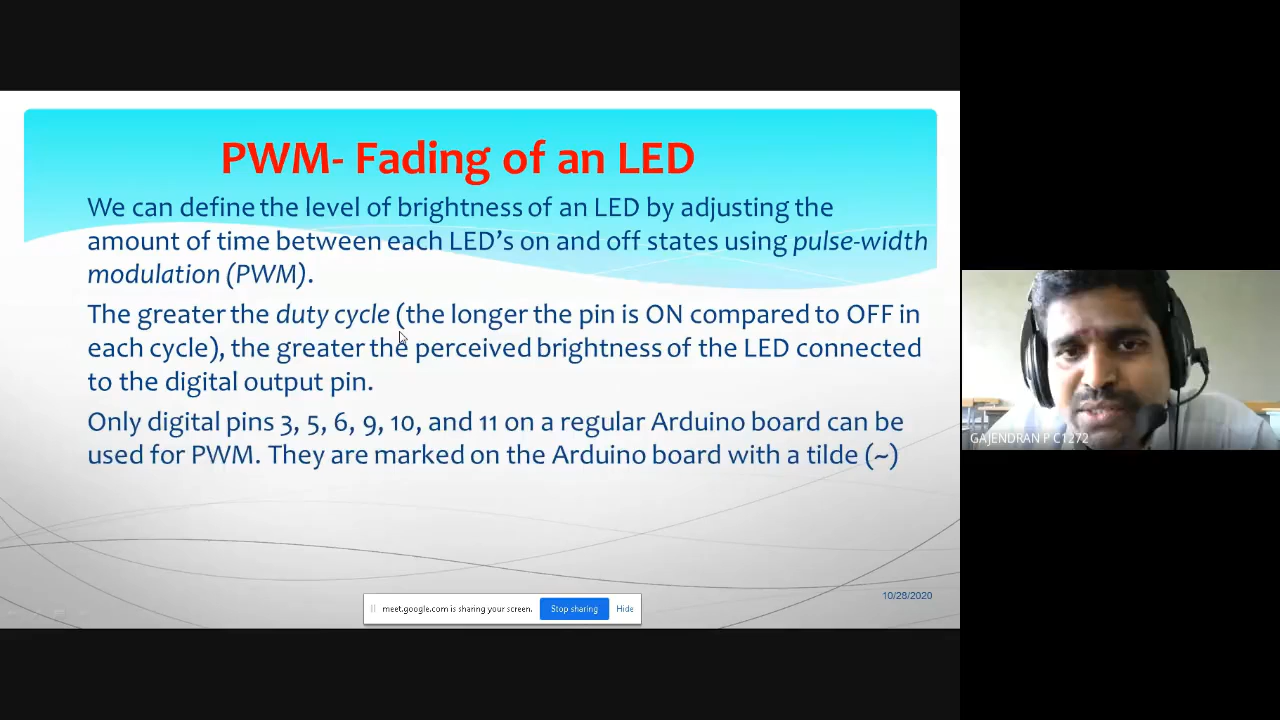 PWM- Fading of an LED
We can define the level of brightness of an LED by adjusting the
amount of time between each LED's on and off states using pulse-width
modulation (PWM).
The greater the duty cycle (the longer the pin is ON compared to OFF in
each cycle), the greater the perceived brightness of the LED connected
to the digital output pin.
Only digital pins 3, 5, 6, 9, 10, and 11 on a regular Arduino board can be
used for PWM. They are marked on the Arduino board with a tilde (~)
10/28/2020
meet.google.com is sharing your screen.
Stop sharing
Hide
GAJENDRAN P C1272